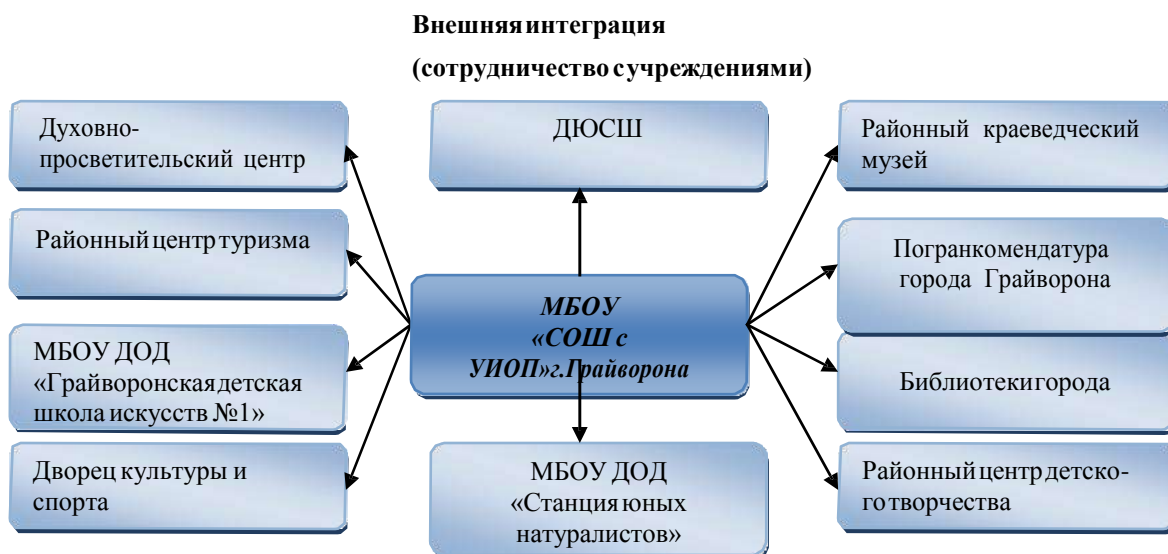 Внешняя интеграция
(сотрудничество с учреждениями)
Духовно-
просветительский центр
ДЮСШ
Районный краеведческий
музей
Районный центр туризма
Погранкомендатура
города Грайворона
МБОУ
«СОШ с
УИОП»г.Грайворона
МБОУ ДОД
«Грайворонская детская
школа искусств №1»
Библиотеки города
Дворец культуры и
спорта
МБОУ ДОД
«Станция юных
натуралистов»
Районный центр детско-
го творчества